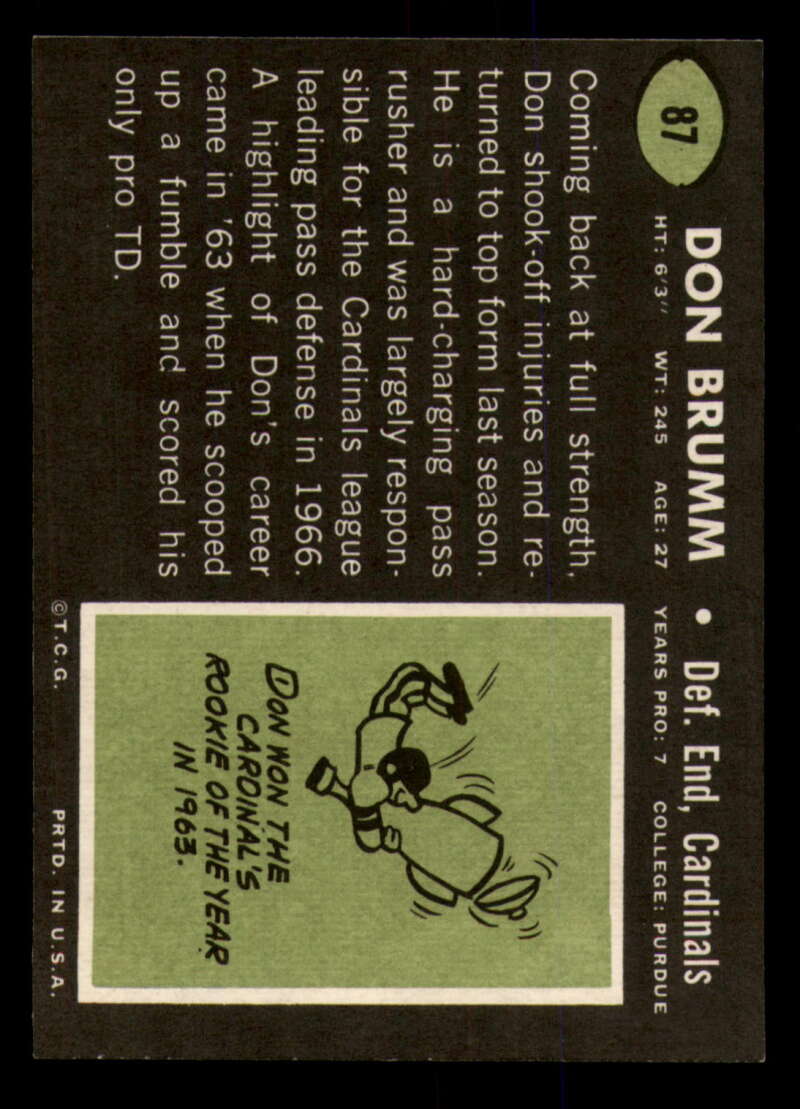 87
DON BRUMM • Def. End, Cardinals
HT: 6'3" WT: 245 AGE: 27 YEARS PRO: 7 COLLEGE: PURDUE
Coming back at full strength,
Don shook-off injuries and re-
turned to top form last season.
He is a hard-charging pass
rusher and was largely respon-
sible for the Cardinals league
leading pass defense in 1966.
A highlight of Don's career
came in '63 when he scooped
up a fumble and scored his
only pro TD.
DON WON THE
CARDINAL'S
ROOKIE OF THE YEAR
IN 1963.
©T.C.G. PRTD. IN U.S.A.